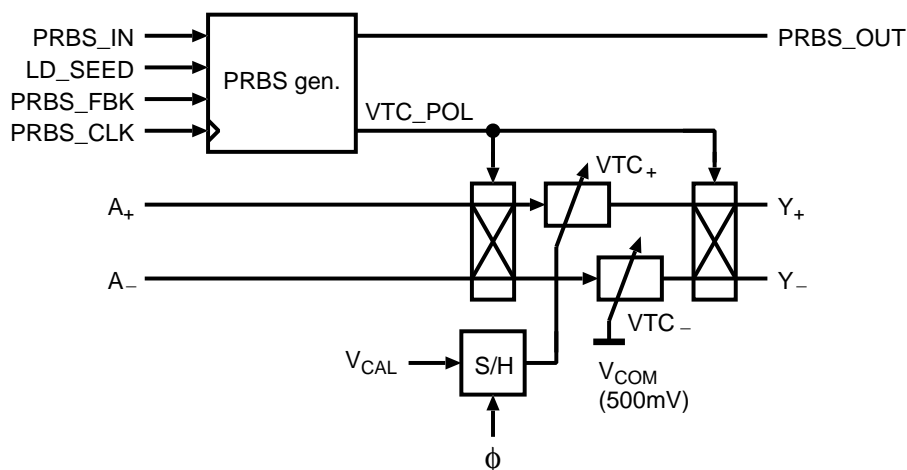 PRBS_IN
LD_SEED
PRBS_FBK
PRBS_CLK
PRBS gen.
PRBS_OUT
VTC_POL
VTC+
A+
Y+
A−
Y−
VTC−
VCAL
S/H
VCOM
(500mV)
ϕ